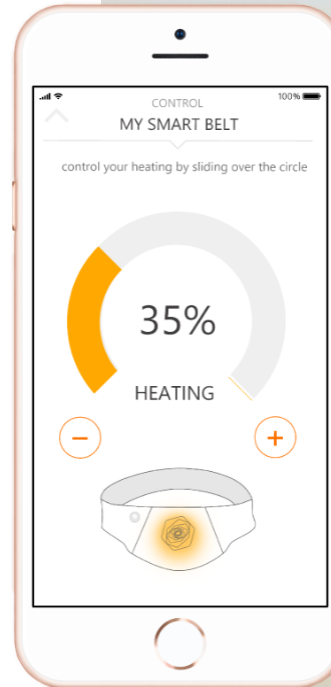 100%
CONTROL
MY SMART BELT
control your heating by sliding over the circle
35%
HEATING
−
+